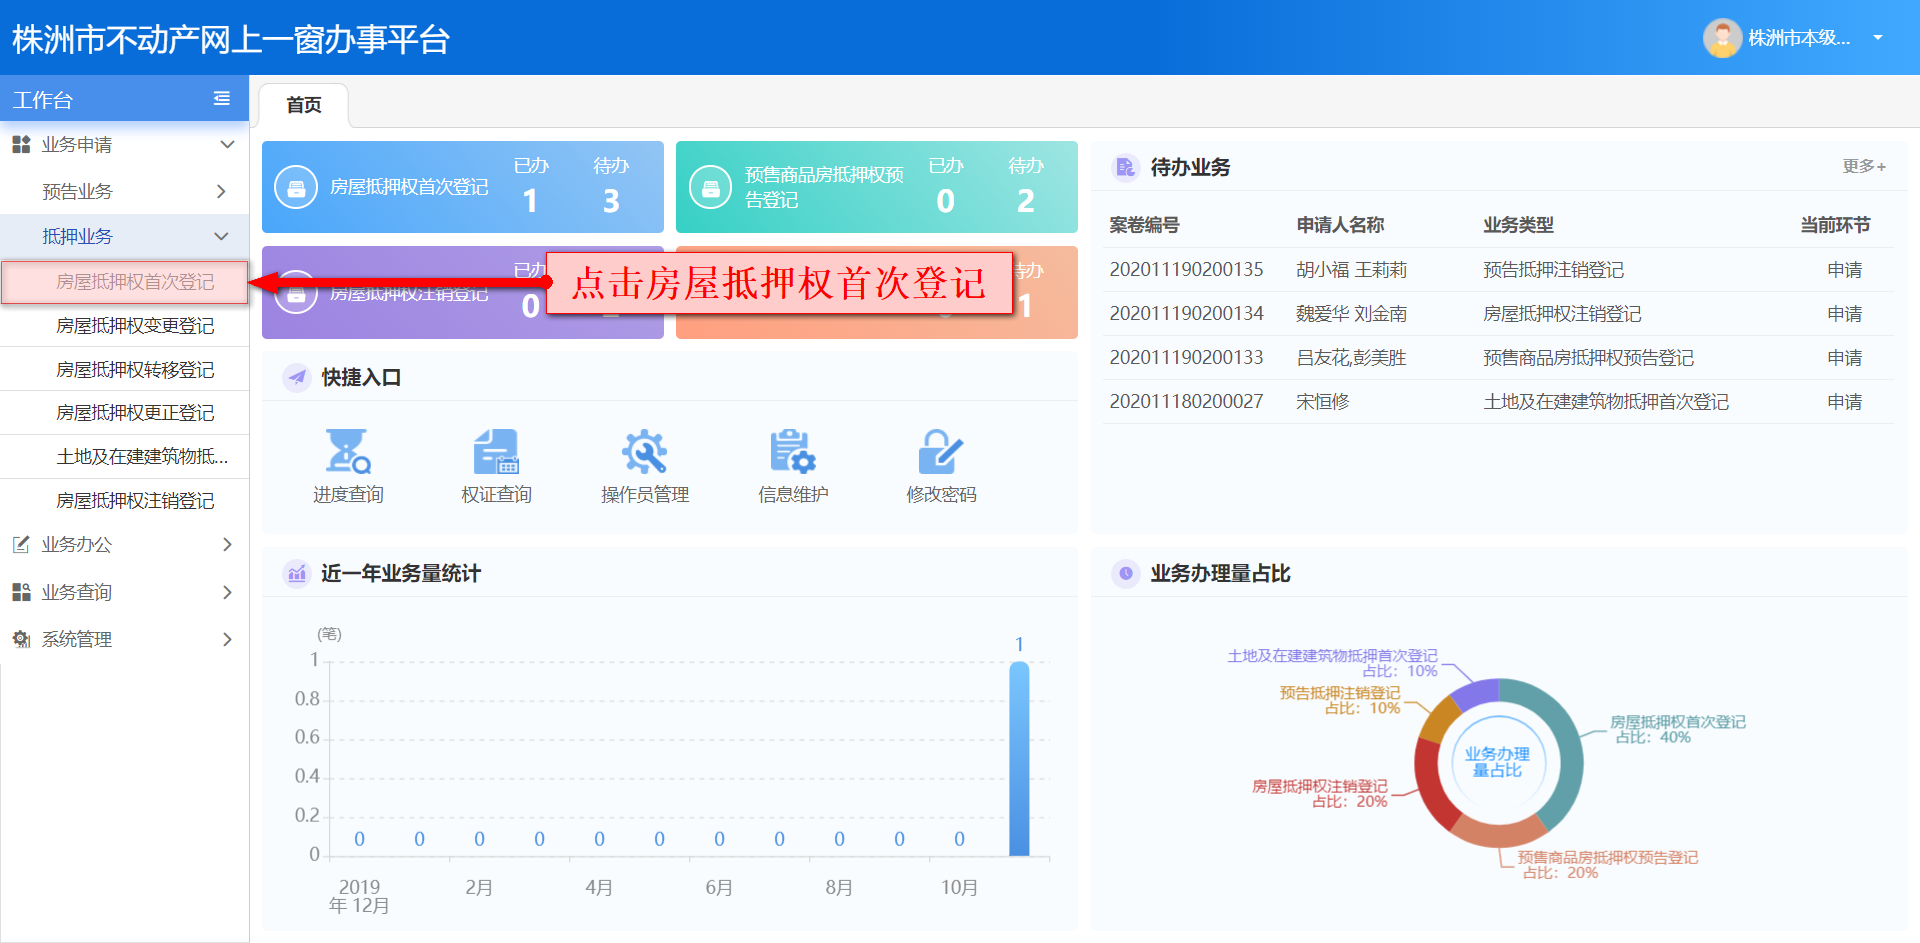 株洲市不动产网上一窗办事平台
株洲市本级...
工作台
首页
业务申请
预告业务
抵押业务
房屋抵押权首次登记
房屋抵押权变更登记
房屋抵押权转移登记
房屋抵押权更正登记
土地及在建建筑物抵...
房屋抵押权注销登记
业务办公
业务查询
系统管理
房屋抵押权首次登记
已办
1
待办
3
预售商品房抵押权预
告登记
已办
0
待办
2
房屋抵押权注销登记
已办
0
点击房屋抵押权首次登记
待办
1
快捷入口
进度查询
权证查询
操作员管理
信息维护
修改密码
待办业务
更多+
案卷编号 申请人名称 业务类型 当前环节
202011190200135 胡小福 王莉莉 预告抵押注销登记 申请
202011190200134 魏爱华 刘金南 房屋抵押权注销登记 申请
202011190200133 吕友花,彭美胜 预售商品房抵押权预告登记 申请
202011180200027 宋恒修 土地及在建建筑物抵押首次登记 申请
近一年业务量统计
(笔)
1
0.8
0.6
0.4
0.2
0
0 0 0 0 0 0 0 0 0 0 0 1
2019
年 12月
2月 4月 6月 8月 10月
业务办理量占比
土地及在建建筑物抵押首次登记
占比：10%
预告抵押注销登记
占比：10%
房屋抵押权首次登记
占比：40%
业务办理
量占比
房屋抵押权注销登记
占比：20%
预售商品房抵押权预告登记
占比：20%